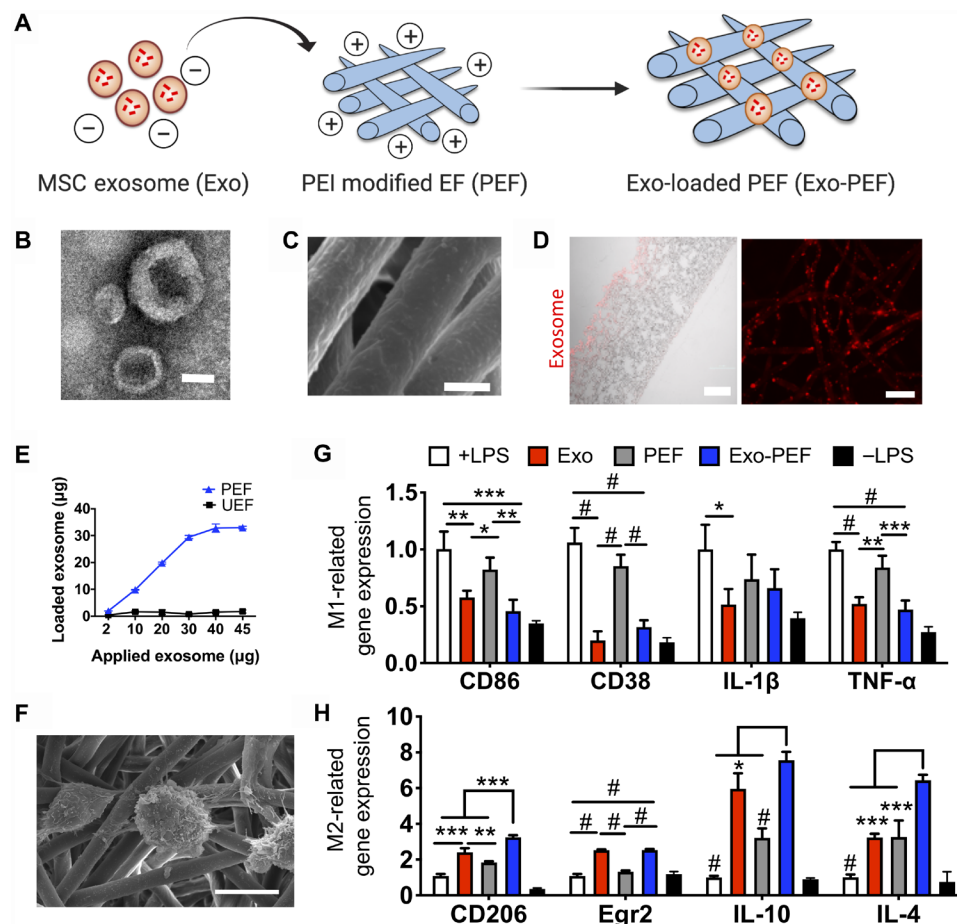 A
MSC exosome (Exo)
PEI modified EF (PEF)
Exo-loaded PEF (Exo-PEF)
B
C
D
Exosome
E
PEF
UEF
Loaded exosome (µg)
40
30
20
10
0
2 10 20 30 40 45
Applied exosome (µg)
F
G
+LPS Exo PEF Exo-PEF –LPS
M1-related
gene expression
1.5
1.0
0.5
0.0
*** # #
** ** # * # ***
* # # **
CD86 CD38 IL-1β TNF-α
H
M2-related
gene expression
10
8
6
4
2
0
*** # *
*** ** # # # # # # *** ***
CD206 Egr2 IL-10 IL-4